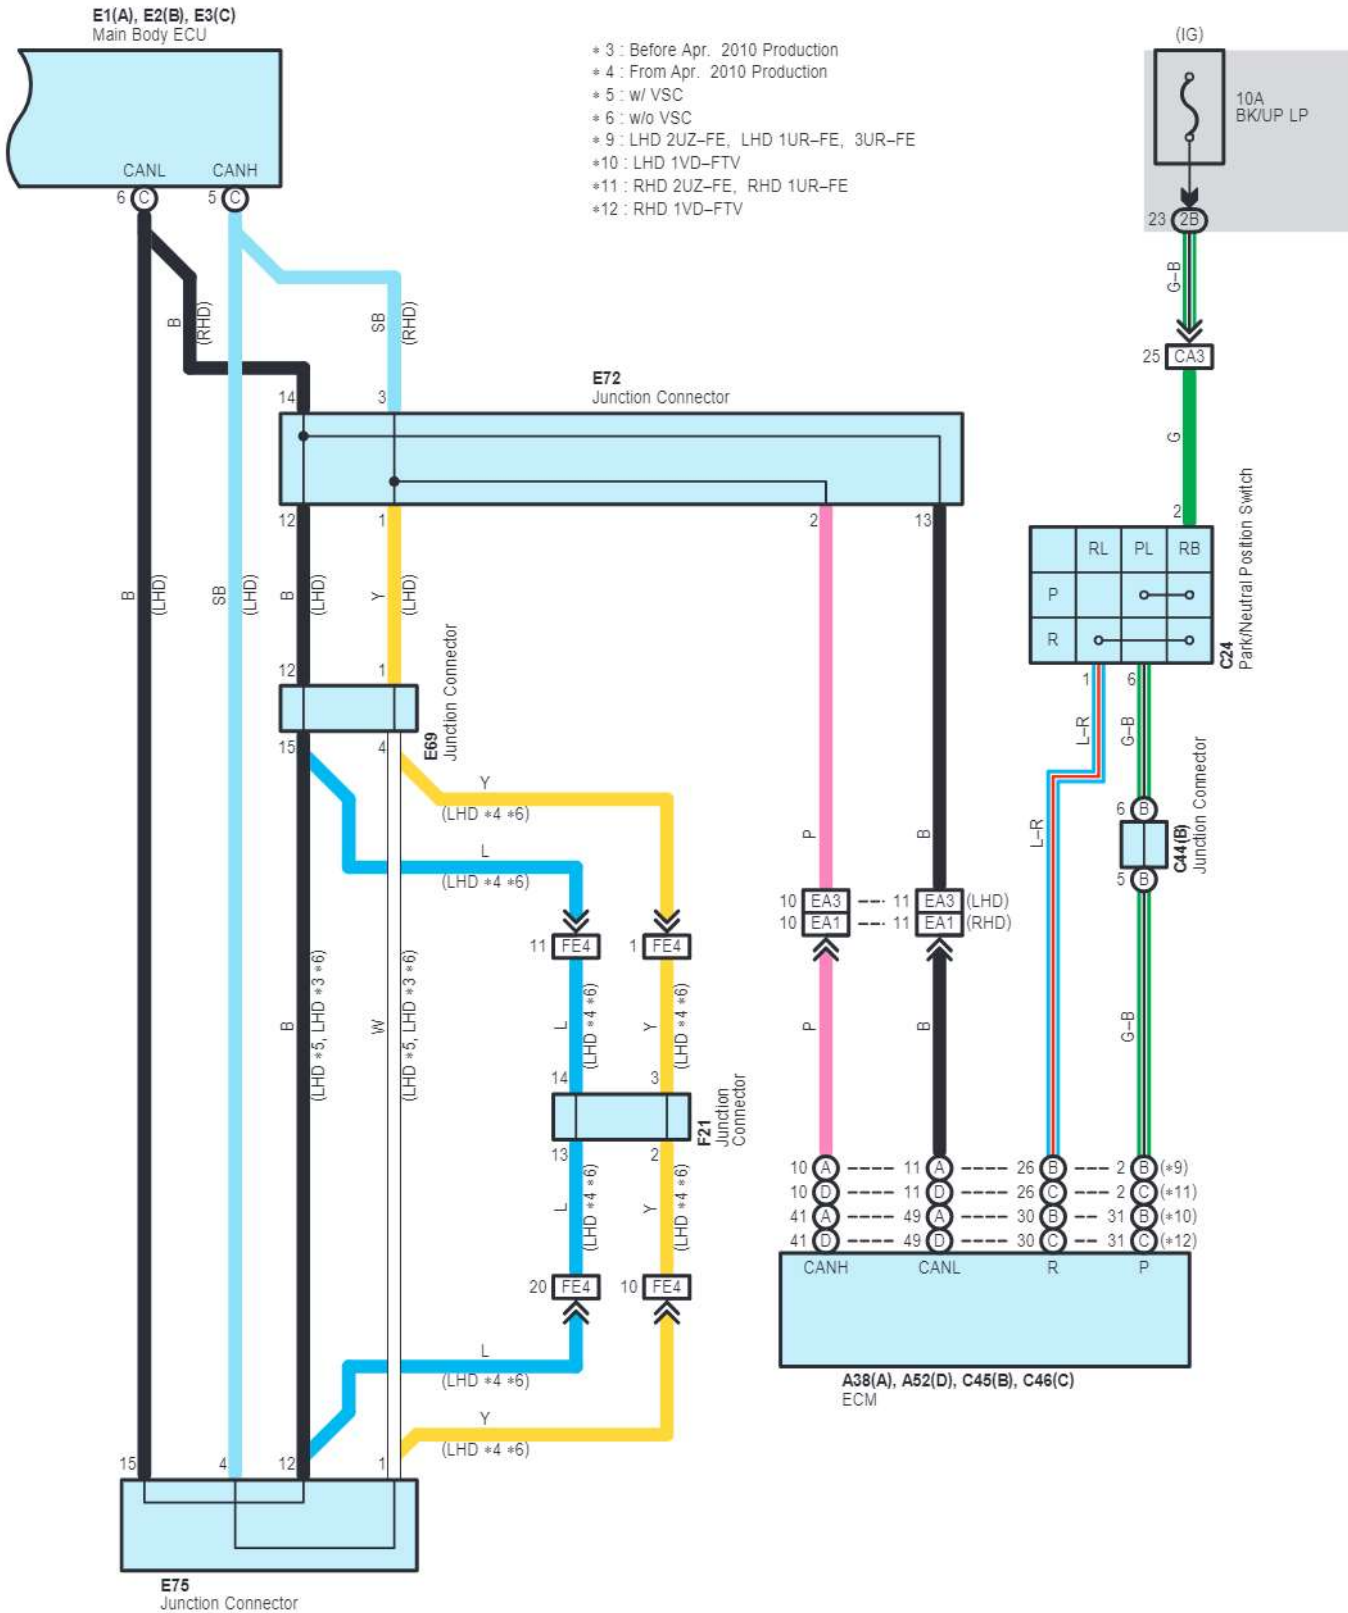 E1(A), E2(B), E3(C)
Main Body ECU
CANL
CANH
6 C
5 C
∗ 3 : Before Apr. 2010 Production
∗ 4 : From Apr. 2010 Production
∗ 5 : w/ VSC
∗ 6 : w/o VSC
∗ 9 : LHD 2UZ–FE, LHD 1UR–FE, 3UR–FE
∗10 : LHD 1VD–FTV
∗11 : RHD 2UZ–FE, RHD 1UR–FE
∗12 : RHD 1VD–FTV
(IG)
10A
BK/UP LP
23 2B
G–B
25 CA3
G
2
B
(RHD)
SB
(RHD)
14
3
E72
Junction Connector
12
1
2
13
B
(LHD)
SB
(LHD)
B
(LHD)
Y
(LHD)
RL PL RB
P
R
C24
Park/Neutral Position Switch
1
6
L–R
G–B
12
1
E69
Junction Connector
15
4
Y
(LHD ∗4 ∗6)
L
(LHD ∗4 ∗6)
P
B
L–R
6 B
C44(B)
Junction Connector
5 B
10 EA3
11 EA3 (LHD)
10 EA1
11 EA1 (RHD)
11 FE4
1 FE4
B
(LHD ∗5, LHD ∗3 ∗6)
W
(LHD ∗5, LHD ∗3 ∗6)
L
(LHD ∗4 ∗6)
Y
(LHD ∗4 ∗6)
P
B
G–B
14
3
F21
Junction
Connector
13
2
L
(LHD ∗4 ∗6)
Y
(LHD ∗4 ∗6)
10 A 11 A 26 B 2 B (∗9)
10 D 11 D 26 C 2 C (∗11)
41 A 49 A 30 B 31 B (∗10)
41 D 49 D 30 C 31 C (∗12)
CANH CANL R P
20 FE4
10 FE4
L
(LHD ∗4 ∗6)
Y
(LHD ∗4 ∗6)
A38(A), A52(D), C45(B), C46(C)
ECM
15
4
12
1
E75
Junction Connector